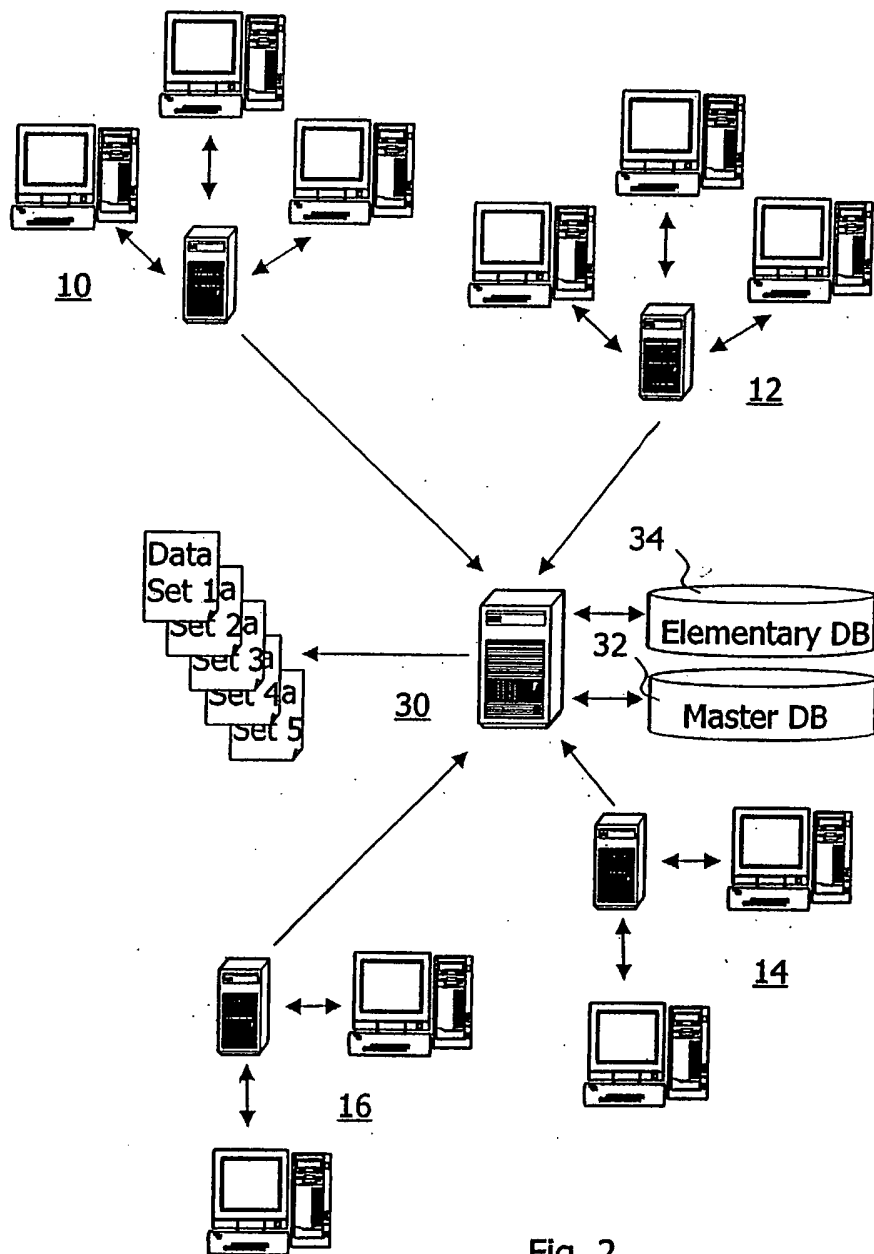 10
12
34
Data
Set 1a
Set 2a
Set 3a
Set 4a
Set 5
Elementary DB
32
30
Master DB
14
16
Fig. 2